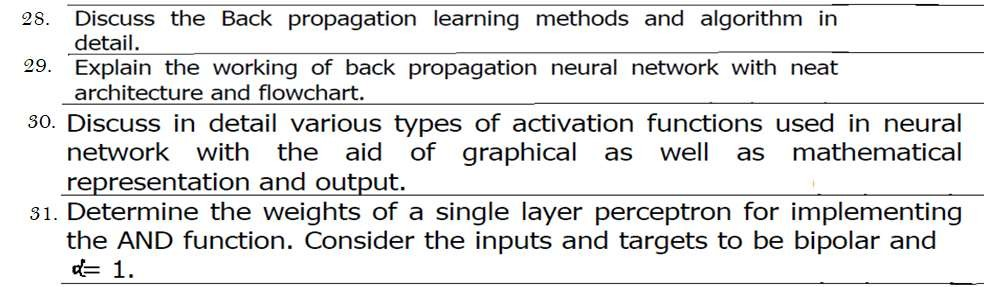 28. Discuss the Back propagation learning methods and algorithm in
detail.
29. Explain the working of back propagation neural network with neat
architecture and flowchart.
30. Discuss in detail various types of activation functions used in neural
network with the aid of graphical as well as mathematical
representation and output.
31. Determine the weights of a single layer perceptron for implementing
the AND function. Consider the inputs and targets to be bipolar and
α= 1.